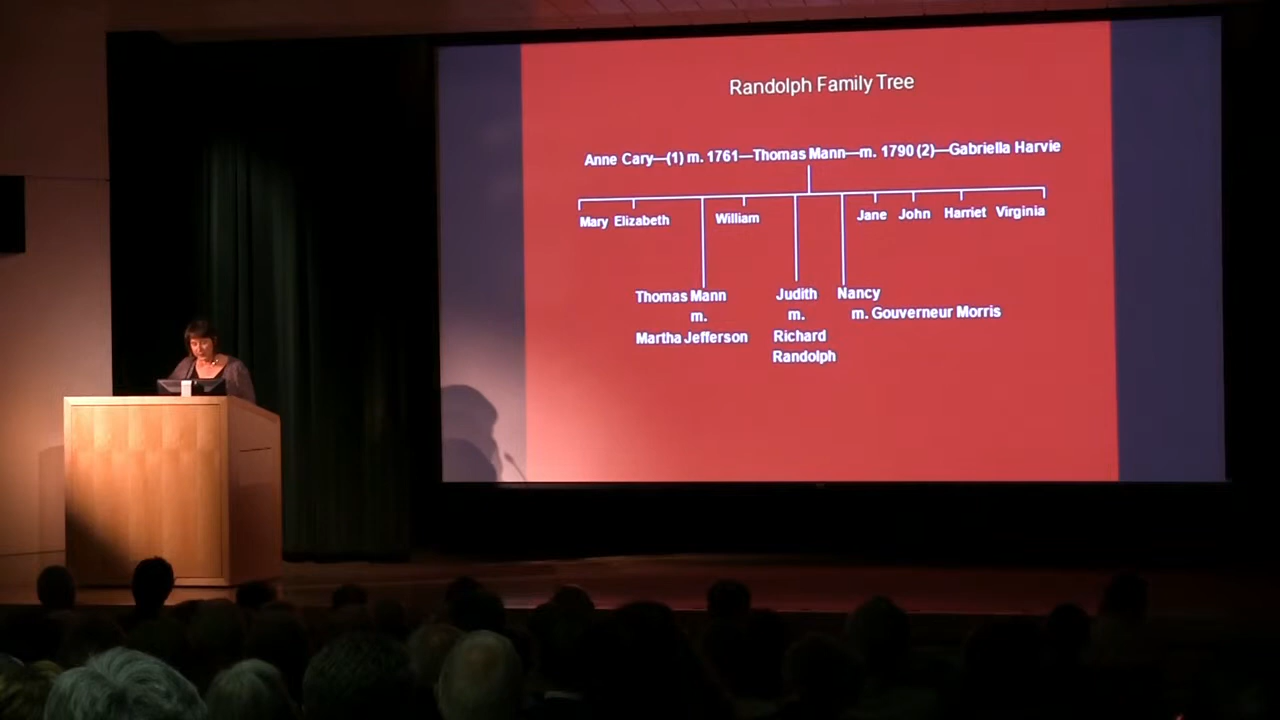 Randolph Family Tree
Anne Cary—(1) m. 1761—Thomas Mann—m. 1790 (2)—Gabriella Harvie
Mary Elizabeth William Jane John Harriet Virginia
Thomas Mann Judith Nancy
m. m. m. Gouverneur Morris
Martha Jefferson Richard
Randolph